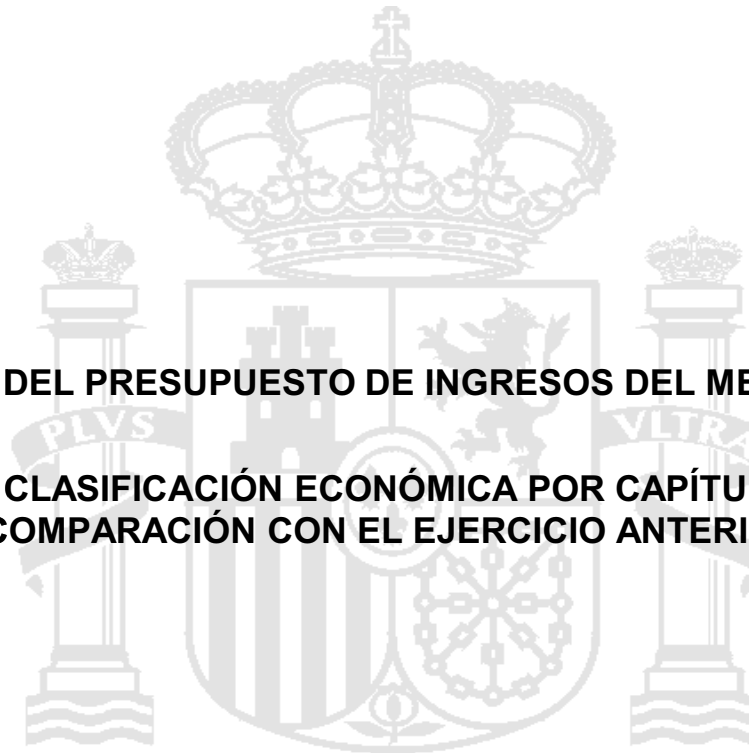 DEL PRESUPUESTO DE INGRESOS DEL ME
PLVS
VLTRA
CLASIFICACIÓN ECONÓMICA POR CAPÍTU
COMPARACIÓN CON EL EJERCICIO ANTERI